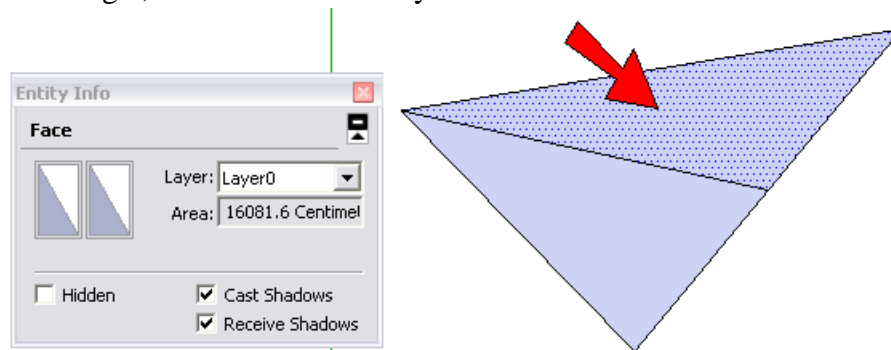 Entity Info
Face
Layer: Layer0
Area: 16081.6 Centime
Hidden
Cast Shadows
Receive Shadows